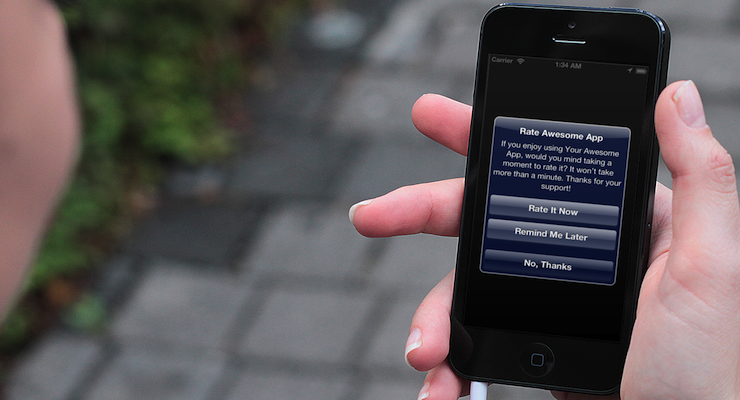 Carrier 1:34 AM
Rate Awesome App
If you enjoy using Your Awesome
App, would you mind taking a
moment to rate it? It won't take
more than a minute. Thanks for your
support!
Rate It Now
Remind Me Later
No, Thanks